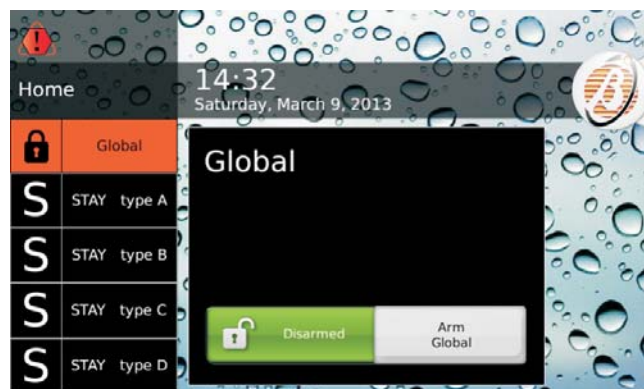 Home
14:32
Saturday, March 9, 2013
Global
S STAY type A
S STAY type B
S STAY type C
S STAY type D
Global
Disarmed
Arm
Global